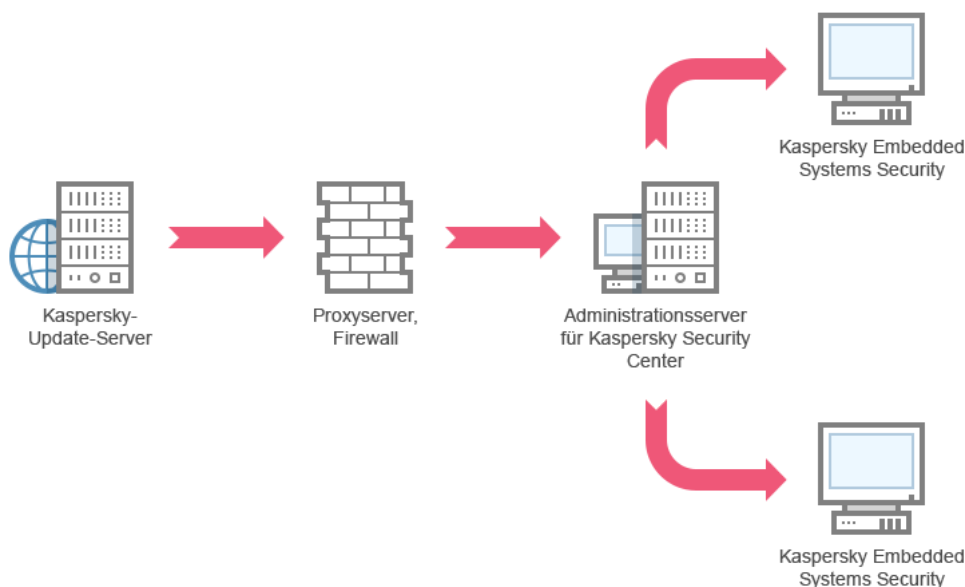 Kaspersky Embedded
Systems Security
Kaspersky-
Update-Server
Proxyserver,
Firewall
Administrationsserver
für Kaspersky Security
Center
Kaspersky Embedded
Systems Security